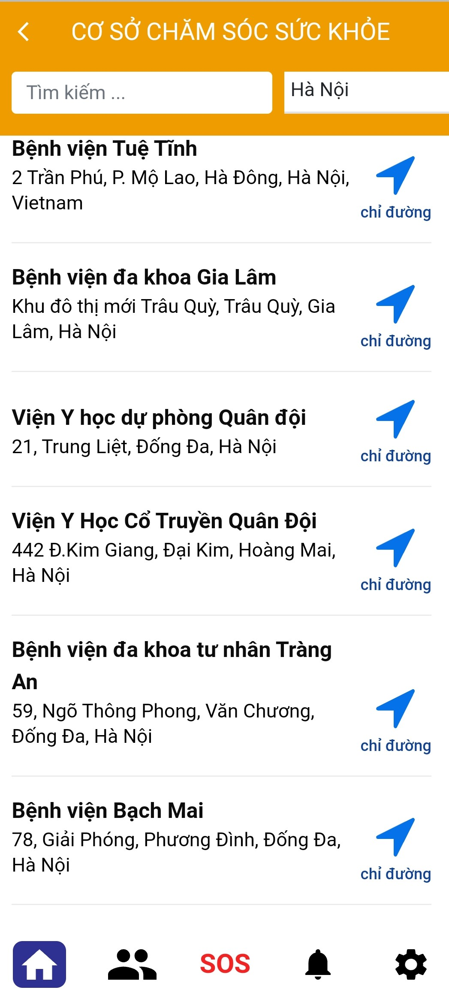 CƠ SỞ CHĂM SÓC SỨC KHỎE
Tìm kiếm ...
Hà Nội
Bệnh viện Tuệ Tĩnh
2 Trần Phú, P. Mộ Lao, Hà Đông, Hà Nội,
Vietnam
chỉ đường
Bệnh viện đa khoa Gia Lâm
Khu đô thị mới Trâu Quỳ, Trâu Quỳ, Gia
Lâm, Hà Nội
chỉ đường
Viện Y học dự phòng Quân đội
21, Trung Liệt, Đống Đa, Hà Nội
chỉ đường
Viện Y Học Cổ Truyền Quân Đội
442 Đ.Kim Giang, Đại Kim, Hoàng Mai,
Hà Nội
chỉ đường
Bệnh viện đa khoa tư nhân Tràng
An
59, Ngõ Thông Phong, Văn Chương,
Đống Đa, Hà Nội
chỉ đường
Bệnh viện Bạch Mai
78, Giải Phóng, Phương Đình, Đống Đa,
Hà Nội
chỉ đường
SOS